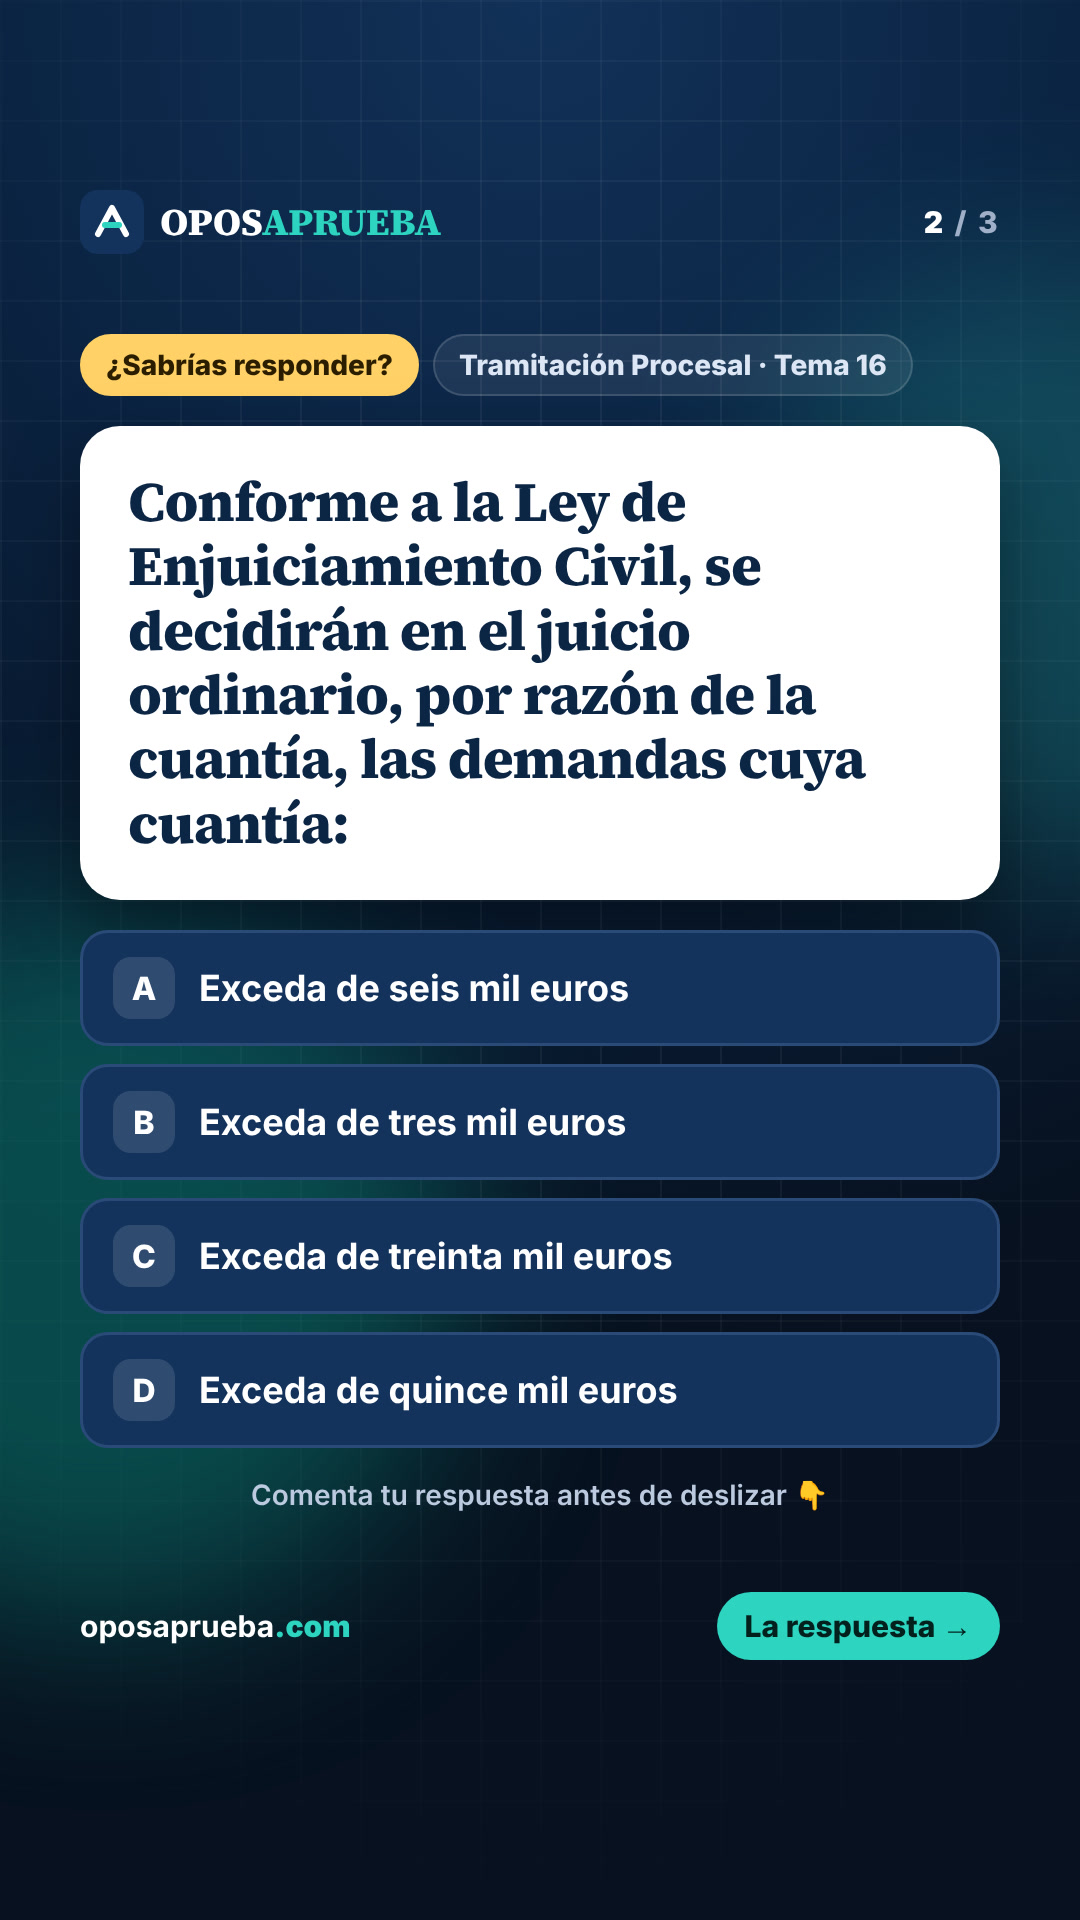 OPOSAPRUEBA
2 / 3
¿Sabrías responder?
Tramitación Procesal · Tema 16
Conforme a la Ley de
Enjuiciamiento Civil, se
decidirán en el juicio
ordinario, por razón de la
cuantía, las demandas cuya
cuantía:
A Exceda de seis mil euros
B Exceda de tres mil euros
C Exceda de treinta mil euros
D Exceda de quince mil euros
Comenta tu respuesta antes de deslizar 👇
oposaprueba.com
La respuesta →